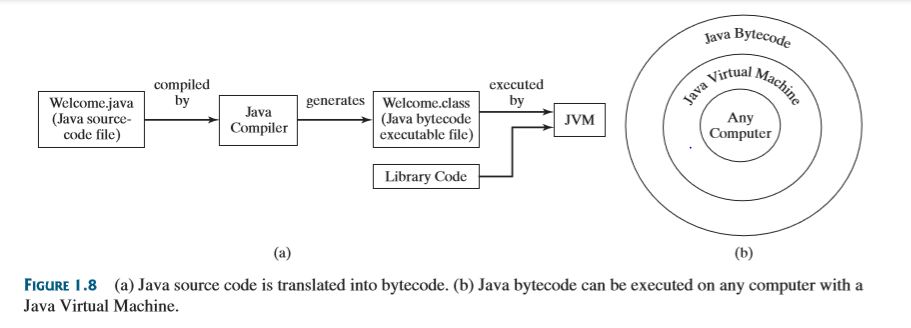 Welcome.java
(Java source-
code file)
compiled
by
Java
Compiler
generates
Welcome.class
(Java bytecode
executable file)
executed
by
JVM
Library Code
(a)
Java Bytecode
Java Virtual Machine
Any
Computer
(b)
FIGURE 1.8 (a) Java source code is translated into bytecode. (b) Java bytecode can be executed on any computer with a
Java Virtual Machine.